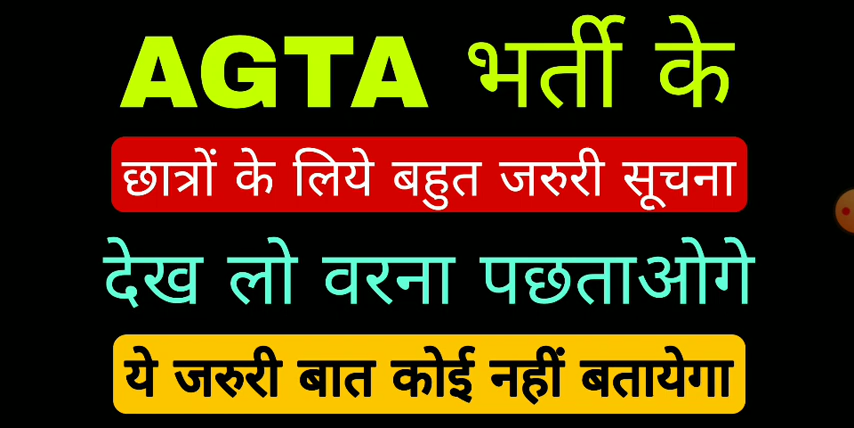 AGTA भर्ती के
छात्रों के लिये बहुत जरुरी सूचना
देख लो वरना पछताओगे
ये जरुरी बात कोई नहीं बतायेगा